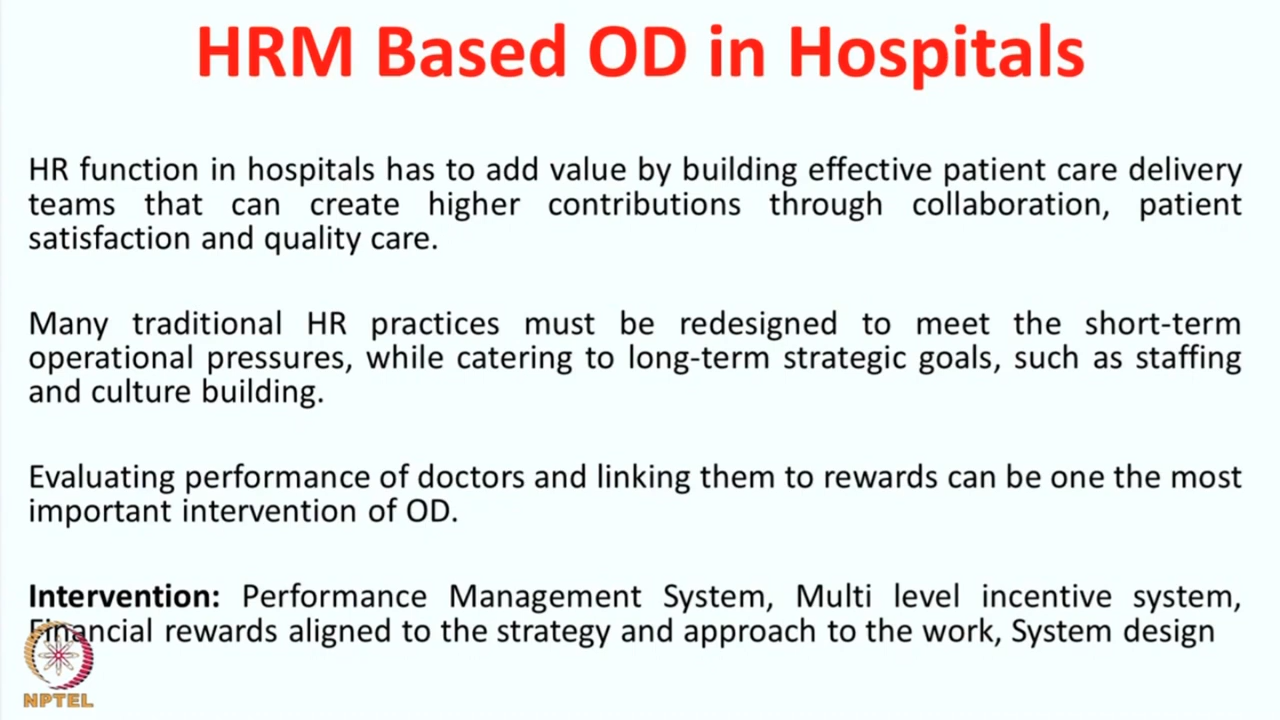 HRM Based OD in Hospitals
HR function in hospitals has to add value by building effective patient care delivery
teams that can create higher contributions through collaboration, patient
satisfaction and quality care.
Many traditional HR practices must be redesigned to meet the short-term
operational pressures, while catering to long-term strategic goals, such as staffing
and culture building.
Evaluating performance of doctors and linking them to rewards can be one the most
important intervention of OD.
Intervention: Performance Management System, Multi level incentive system,
Financial rewards aligned to the strategy and approach to the work, System design
NPTEL